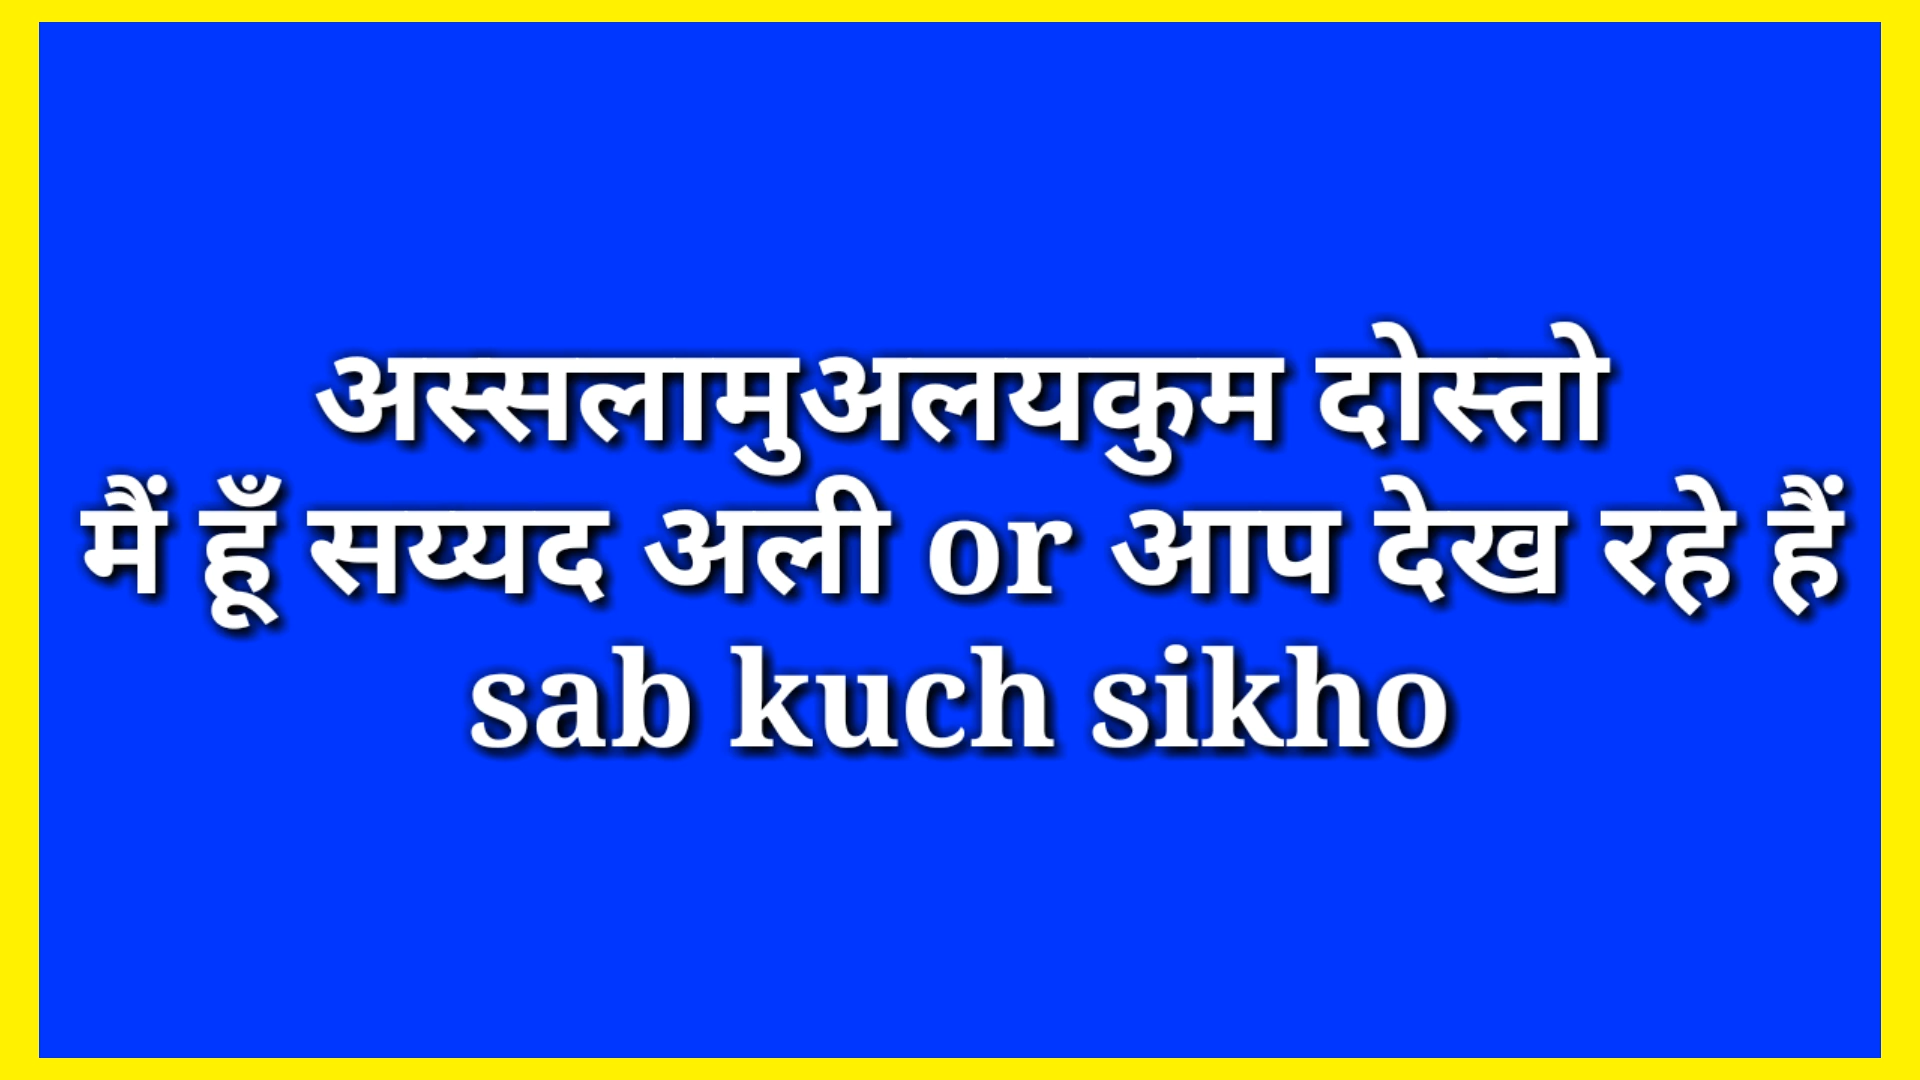 अस्सलामुअलयकुम दोस्तो
मैं हूँ सय्यद अली or आप देख रहे हैं
sab kuch sikho